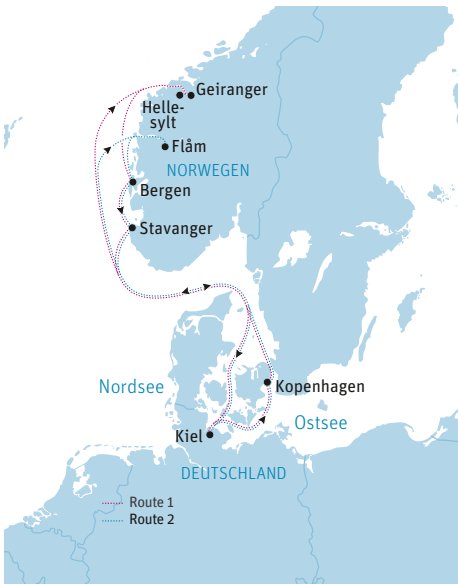 Geiranger
Helle-
sylt
Flåm
NORWEGEN
Bergen
Stavanger
Nordsee
Kopenhagen
Ostsee
Kiel
DEUTSCHLAND
Route 1
Route 2